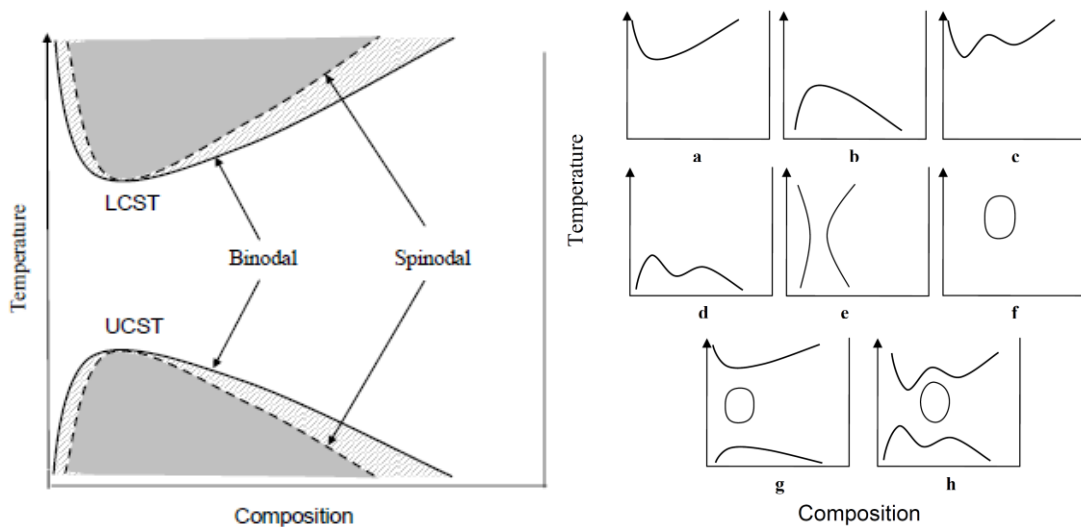 Temperature
LCST
Binodal
Spinodal
UCST
Composition
Temperature
a
b
c
d
e
f
g
h
Composition